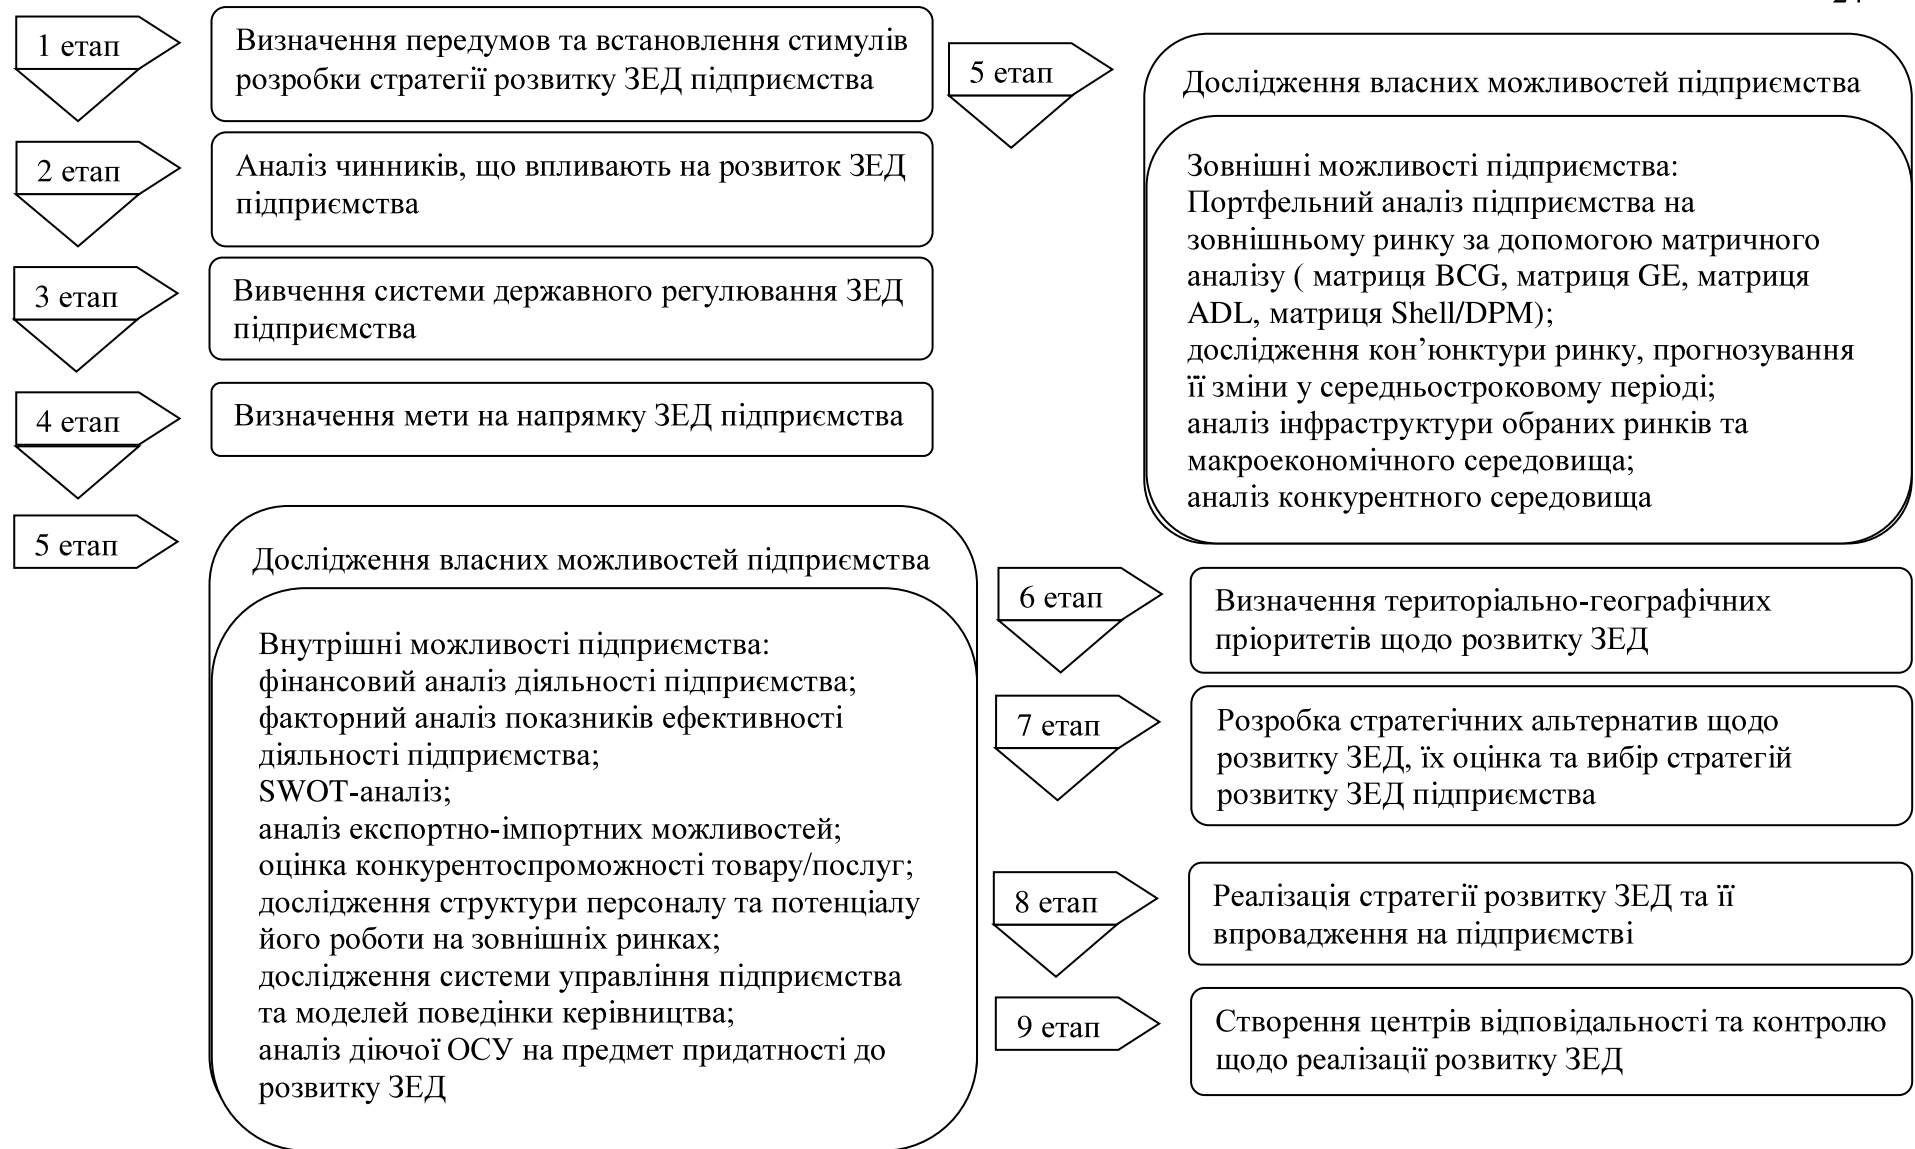 1 етап
Визначення передумов та встановлення стимулів
розробки стратегії розвитку ЗЕД підприємства
2 етап
Аналіз чинників, що впливають на розвиток ЗЕД
підприємства
3 етап
Вивчення системи державного регулювання ЗЕД
підприємства
4 етап
Визначення мети на напрямку ЗЕД підприємства
5 етап
Дослідження власних можливостей підприємства
Внутрішні можливості підприємства:
фінансовий аналіз діяльності підприємства;
факторний аналіз показників ефективності
діяльності підприємства;
SWOT-аналіз;
аналіз експортно-імпортних можливостей;
оцінка конкурентоспроможності товару/послуг;
дослідження структури персоналу та потенціалу
його роботи на зовнішніх ринках;
дослідження системи управління підприємства
та моделей поведінки керівництва;
аналіз діючої ОСУ на предмет придатності до
розвитку ЗЕД
5 етап
Дослідження власних можливостей підприємства
Зовнішні можливості підприємства:
Портфельний аналіз підприємства на
зовнішньому ринку за допомогою матричного
аналізу ( матриця BCG, матриця GE, матриця
ADL, матриця Shell/DPM);
дослідження кон’юнктури ринку, прогнозування
її зміни у середньостроковому періоді;
аналіз інфраструктури обраних ринків та
макроекономічного середовища;
аналіз конкурентного середовища
6 етап
Визначення територіально-географічних
пріоритетів щодо розвитку ЗЕД
7 етап
Розробка стратегічних альтернатив щодо
розвитку ЗЕД, їх оцінка та вибір стратегій
розвитку ЗЕД підприємства
8 етап
Реалізація стратегії розвитку ЗЕД та її
впровадження на підприємстві
9 етап
Створення центрів відповідальності та контролю
щодо реалізації розвитку ЗЕД